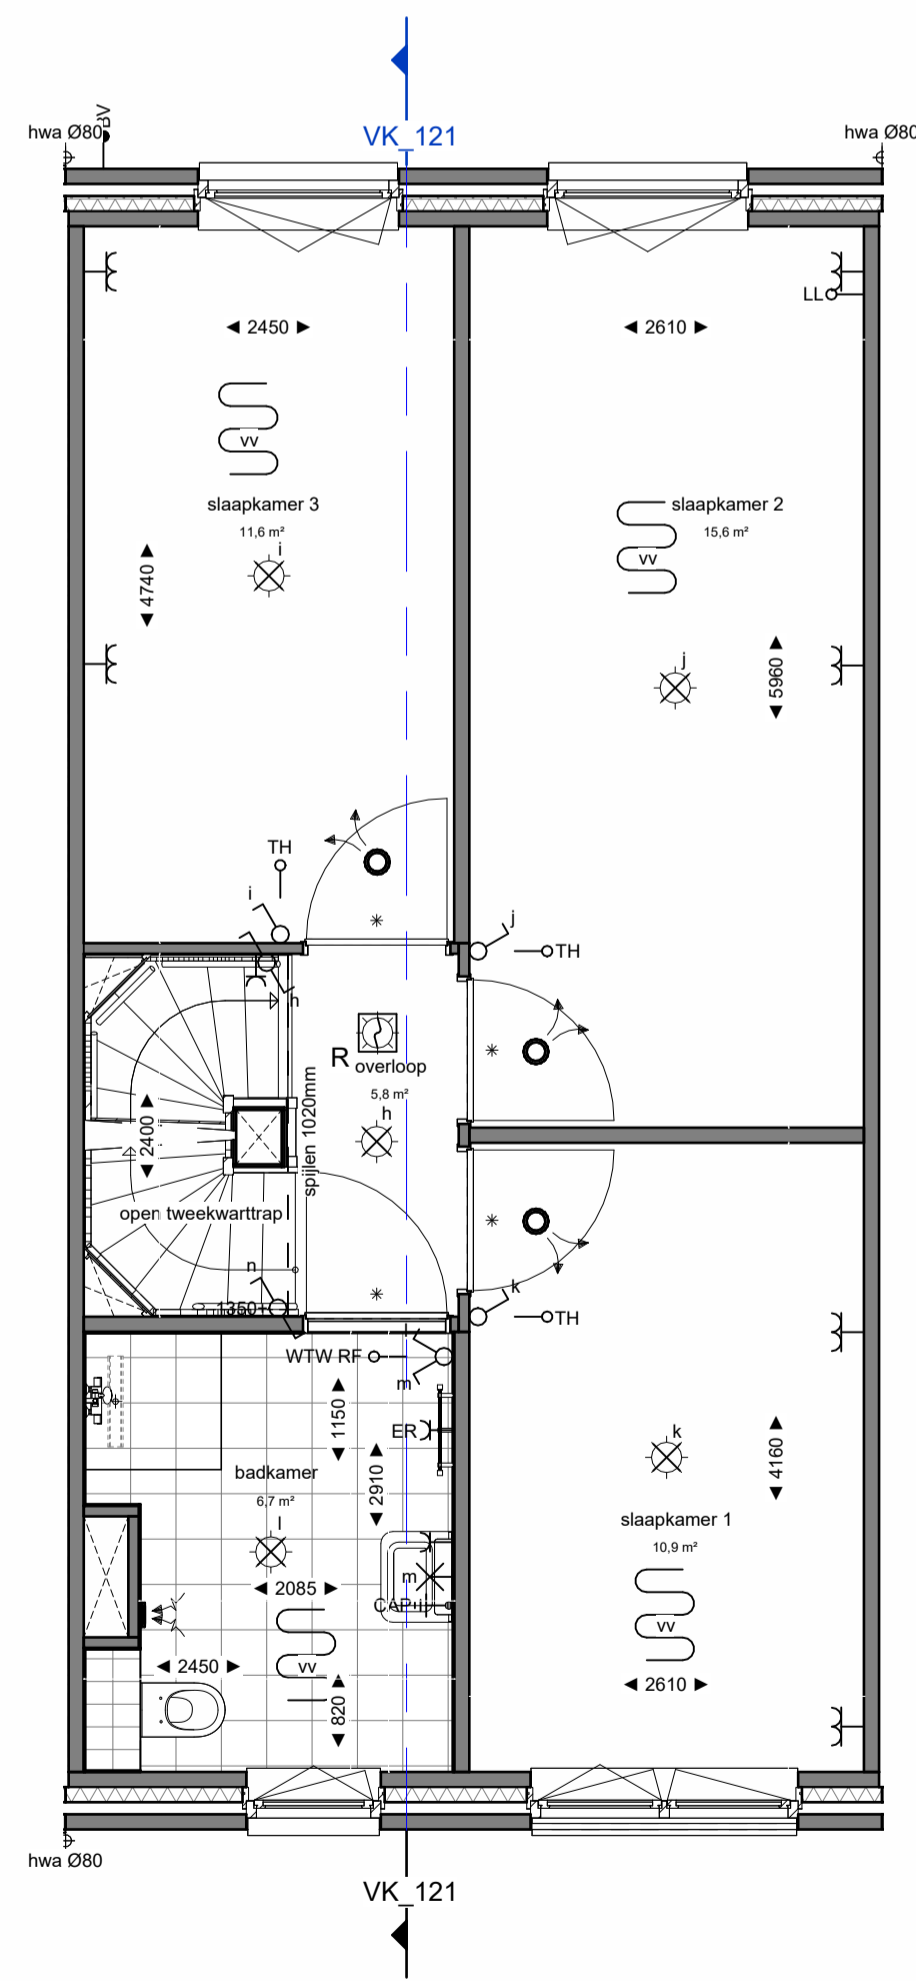 BV
hwa Ø80
VK_121
hwa Ø80
LL
2450
2610
vv
slaapkamer 3
11,6 m²
i
slaapkamer 2
15,6 m²
vv
4740
j
5960
TH
i
j
TH
h
R
overloop
5,8 m²
h
spijlen 1020mm
2400
open tweekwarttrap
n
1350+
k
TH
WTW RF
l
m
1150
ER
2910
badkamer
6,7 m²
l
k
4160
slaapkamer 1
10,9 m²
m
2085
vv
2450
vv
820
2610
hwa Ø80
VK_121